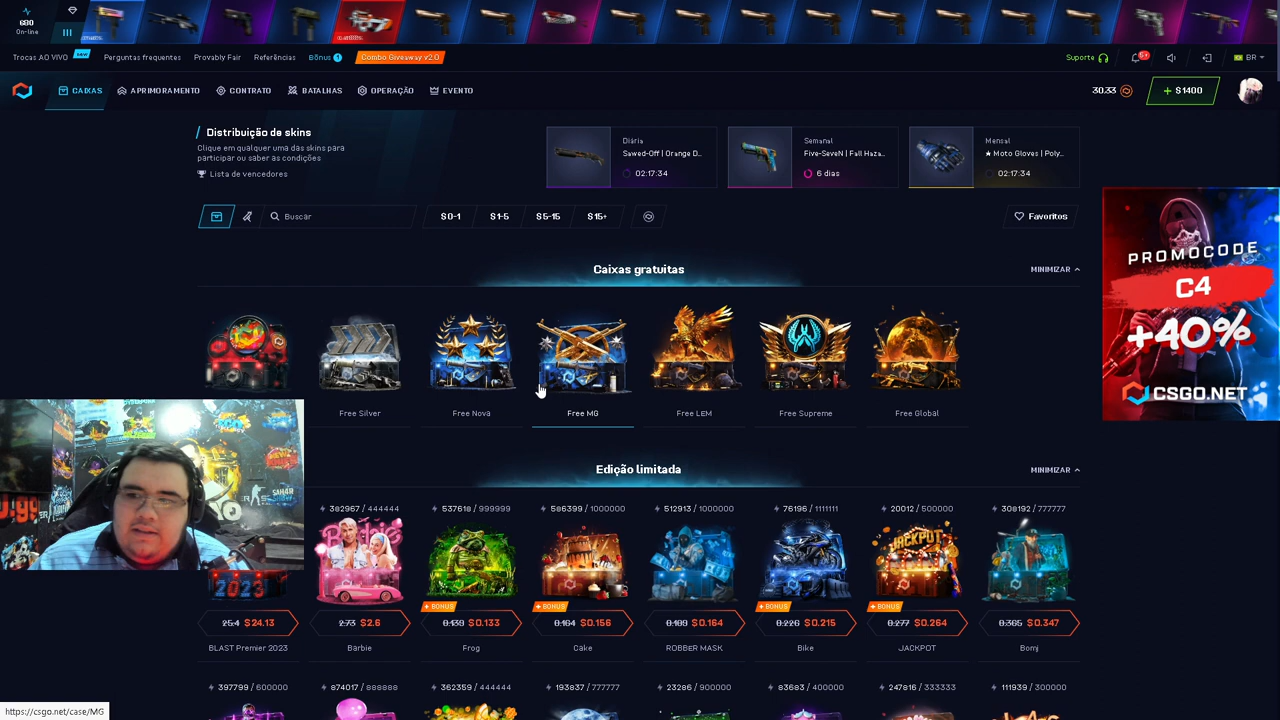 680
On-line
Trocas AO VIVO NEW Perguntas frequentes Provably Fair Referências Bônus 1 Combo Giveaway v2.0 Suporte 5+ BR
CAIXAS APRIMORAMENTO CONTRATO BATALHAS OPERAÇÃO EVENTO 30.33 + $1400
Distribuição de skins
Clique em qualquer uma das skins para
participar ou saber as condições
Lista de vencedores
Diária
Sawed-Off | Orange D...
02:17:34
Semanal
Five-SeveN | Fall Haza...
6 dias
Mensal
★ Moto Gloves | Poly...
02:17:34
Buscar $0-1 $1-5 $5-15 $15+ Favoritos
Caixas gratuitas MINIMIZAR
Free Silver Free Nova Free MG Free LEM Free Supreme Free Global
PROMOCODE
C4
+40%
CSGO.NET
Edição limitada MINIMIZAR
382967 / 444444 537618 / 999999 586399 / 1000000 512913 / 1000000 76196 / 1111111 20012 / 500000 308192 / 777777
Barbie
JACKPOT
2023
+ BONUS + BONUS + BONUS + BONUS
25.4 $24.13 2.73 $2.6 0.139 $0.133 0.164 $0.156 0.189 $0.164 0.226 $0.215 0.277 $0.264 0.365 $0.347
BLAST Premier 2023 Barbie Frog Cake ROBBER MASK Bike JACKPOT Bomj
397799 / 600000 874017 / 888888 362359 / 444444 193837 / 777777 23286 / 900000 83683 / 400000 247816 / 333333 111939 / 300000
https://csgo.net/case/MG